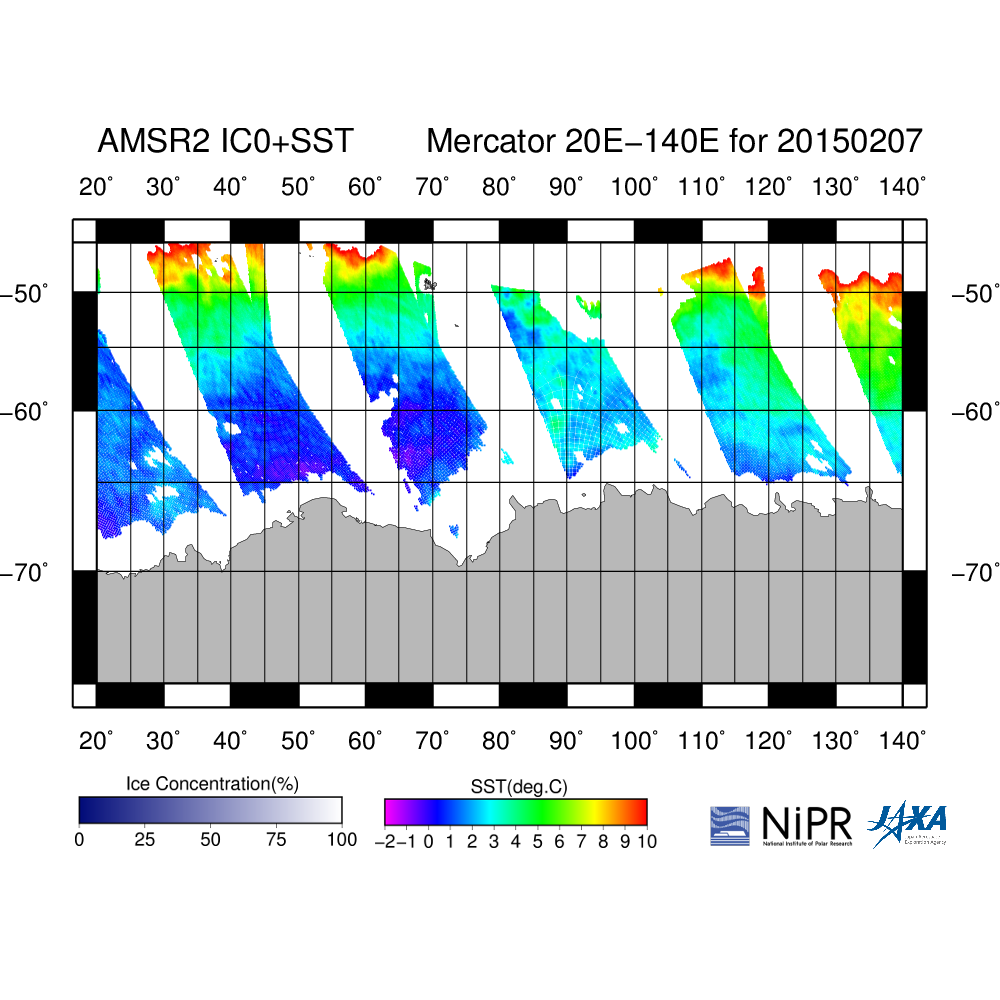 AMSR2 IC0+SST Mercator 20E−140E for 20150207
20° 30° 40° 50° 60° 70° 80° 90° 100° 110° 120° 130° 140°
−50° −50°
−60° −60°
−70° −70°
20° 30° 40° 50° 60° 70° 80° 90° 100° 110° 120° 130° 140°
Ice Concentration(%)
0 25 50 75 100
SST(deg.C)
−2 −1 0 1 2 3 4 5 6 7 8 9 10
NiPR
National Institute of Polar Research
JAXA
Exploration Agency